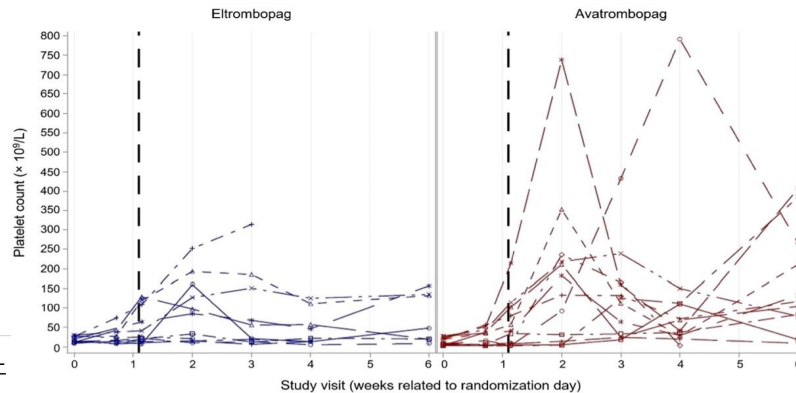 Eltrombopag
Avatrombopag
Platelet count (× 10⁹/L)
800
750
700
650
600
550
500
450
400
350
300
250
200
150
100
50
0
0 1 2 3 4 5 6
0 1 2 3 4 5
Study visit (weeks related to randomization day)